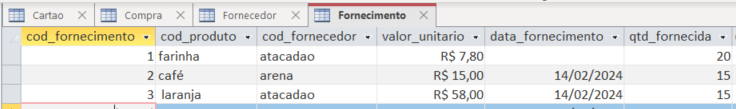 Cartao Compra Fornecedor Fornecimento
cod_fornecimento cod_produto cod_fornecedor valor_unitario data_fornecimento qtd_fornecida
1 farinha atacadao R$ 7,80 20
2 café arena R$ 15,00 14/02/2024 15
3 laranja atacadao R$ 58,00 14/02/2024 15